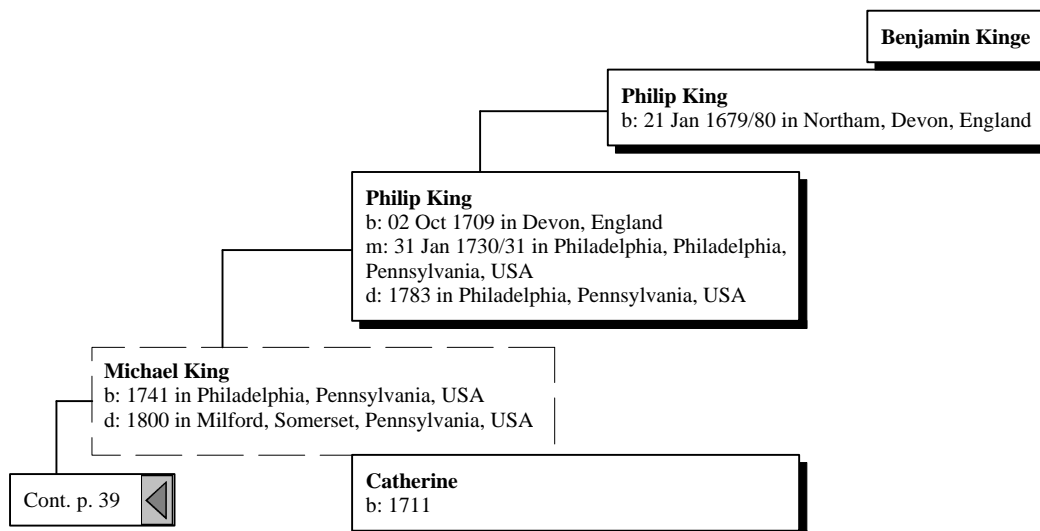 Benjamin Kinge
Philip King
b: 21 Jan 1679/80 in Northam, Devon, England
Philip King
b: 02 Oct 1709 in Devon, England
m: 31 Jan 1730/31 in Philadelphia, Philadelphia,
Pennsylvania, USA
d: 1783 in Philadelphia, Pennsylvania, USA
Michael King
b: 1741 in Philadelphia, Pennsylvania, USA
d: 1800 in Milford, Somerset, Pennsylvania, USA
Catherine
b: 1711
Cont. p. 39